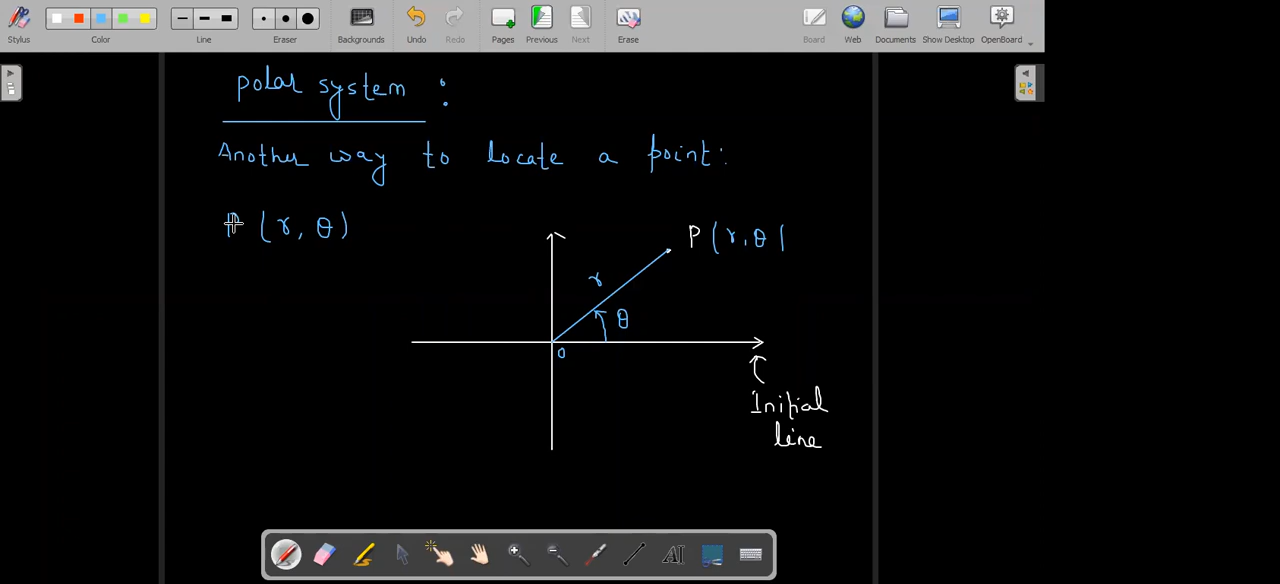 Stylus Color Line Eraser Backgrounds Undo Redo Pages Previous Next Erase Board Web Documents Show Desktop OpenBoard
polar system :
Another way to locate a point:
P (r, θ)
P (r, θ)
r
θ
0
Initial
line
AI